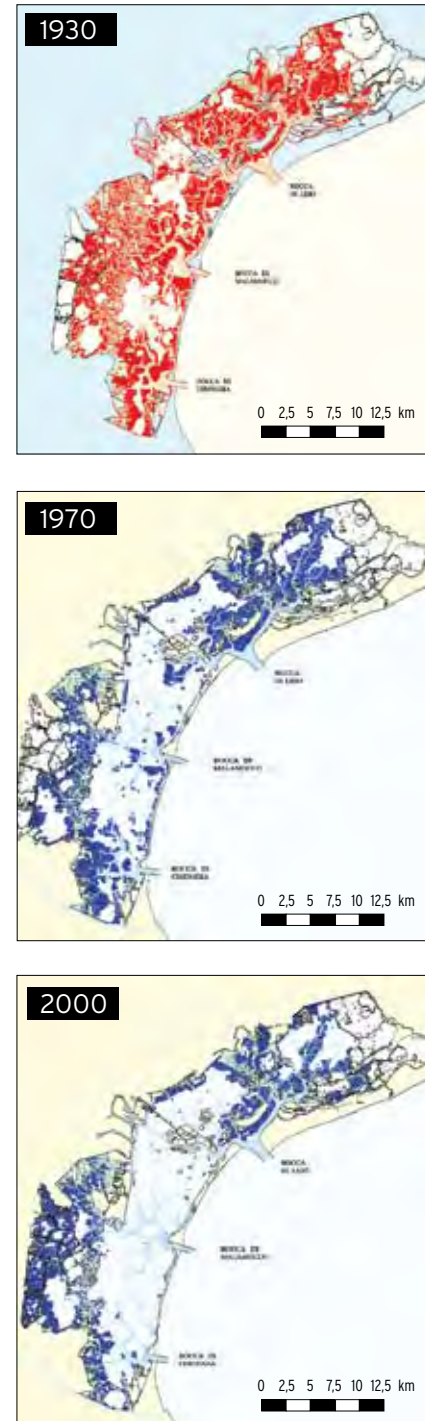 1930
BOCCA
DI LIDO
BOCCA DI
MALAMOCCO
BOCCA DI
CHIOGGIA
0 2,5 5 7,5 10 12,5 km
1970
BOCCA
DI LIDO
BOCCA DI
MALAMOCCO
BOCCA DI
CHIOGGIA
0 2,5 5 7,5 10 12,5 km
2000
BOCCA
DI LIDO
BOCCA DI
MALAMOCCO
BOCCA DI
CHIOGGIA
0 2,5 5 7,5 10 12,5 km